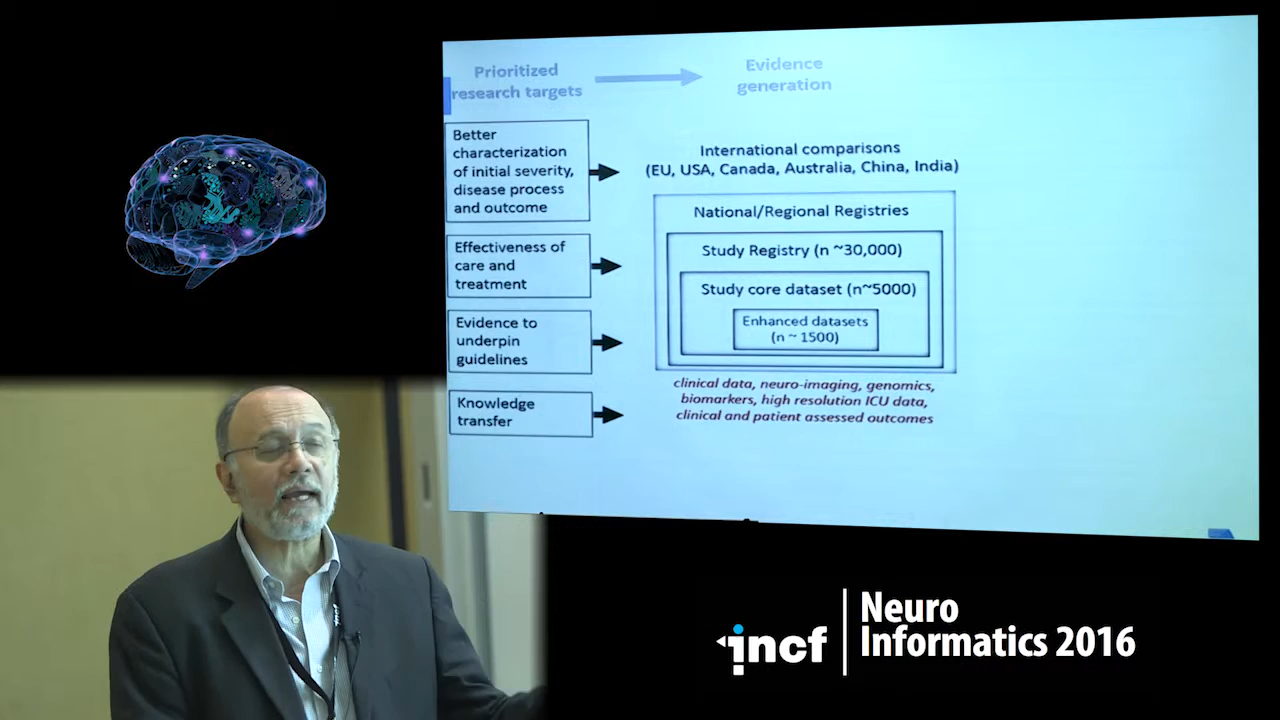 Prioritized
research targets
Evidence
generation
Better
characterization
of initial severity,
disease process
and outcome
Effectiveness of
care and
treatment
Evidence to
underpin
guidelines
Knowledge
transfer
International comparisons
(EU, USA, Canada, Australia, China, India)
National/Regional Registries
Study Registry (n ~30,000)
Study core dataset (n~5000)
Enhanced datasets
(n ~ 1500)
clinical data, neuro-imaging, genomics,
biomarkers, high resolution ICU data,
clinical and patient assessed outcomes
incf
Neuro
Informatics 2016